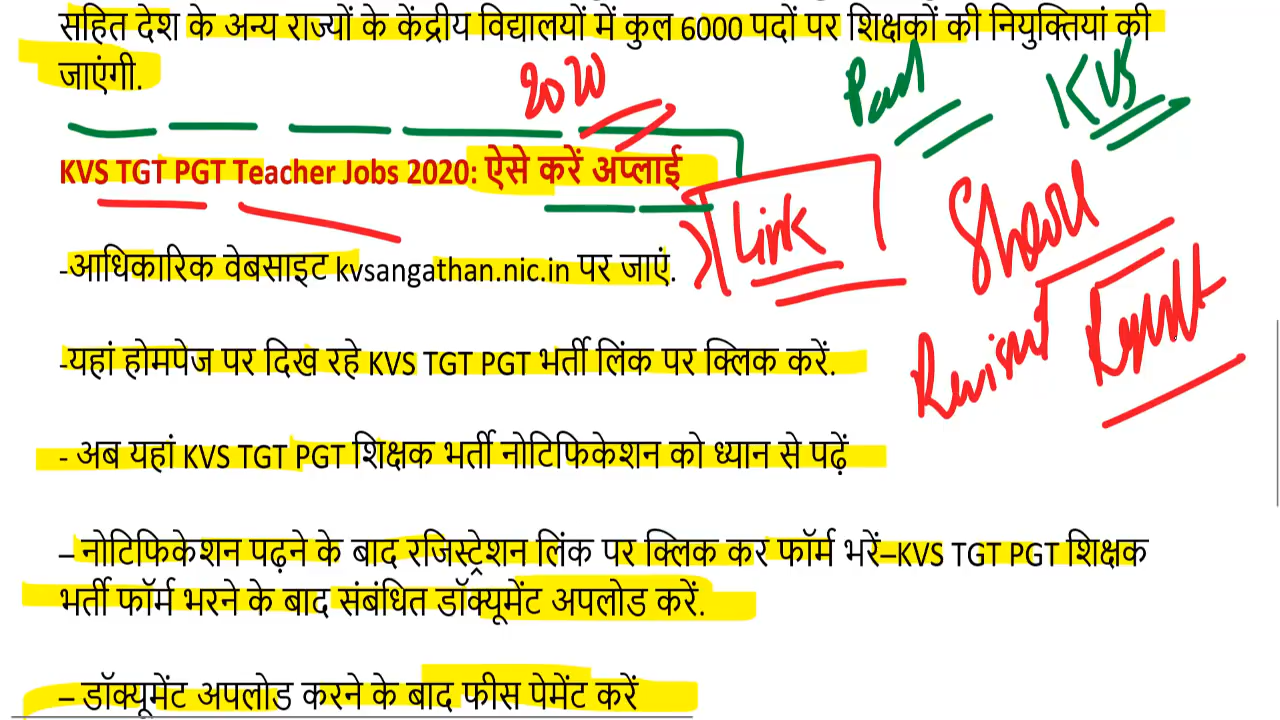 सहित देश के अन्य राज्यों के केंद्रीय विद्यालयों में कुल 6000 पदों पर शिक्षकों की नियुक्तियां की
जाएंगी.
2020
KVS
KVS TGT PGT Teacher Jobs 2020: ऐसे करें अप्लाई
Link
Share
-आधिकारिक वेबसाइट kvsangathan.nic.in पर जाएं.
-यहां होमपेज पर दिख रहे KVS TGT PGT भर्ती लिंक पर क्लिक करें.
- अब यहां KVS TGT PGT शिक्षक भर्ती नोटिफिकेशन को ध्यान से पढ़ें
– नोटिफिकेशन पढ़ने के बाद रजिस्ट्रेशन लिंक पर क्लिक कर फॉर्म भरें–KVS TGT PGT शिक्षक
भर्ती फॉर्म भरने के बाद संबंधित डॉक्यूमेंट अपलोड करें.
– डॉक्यूमेंट अपलोड करने के बाद फीस पेमेंट करें